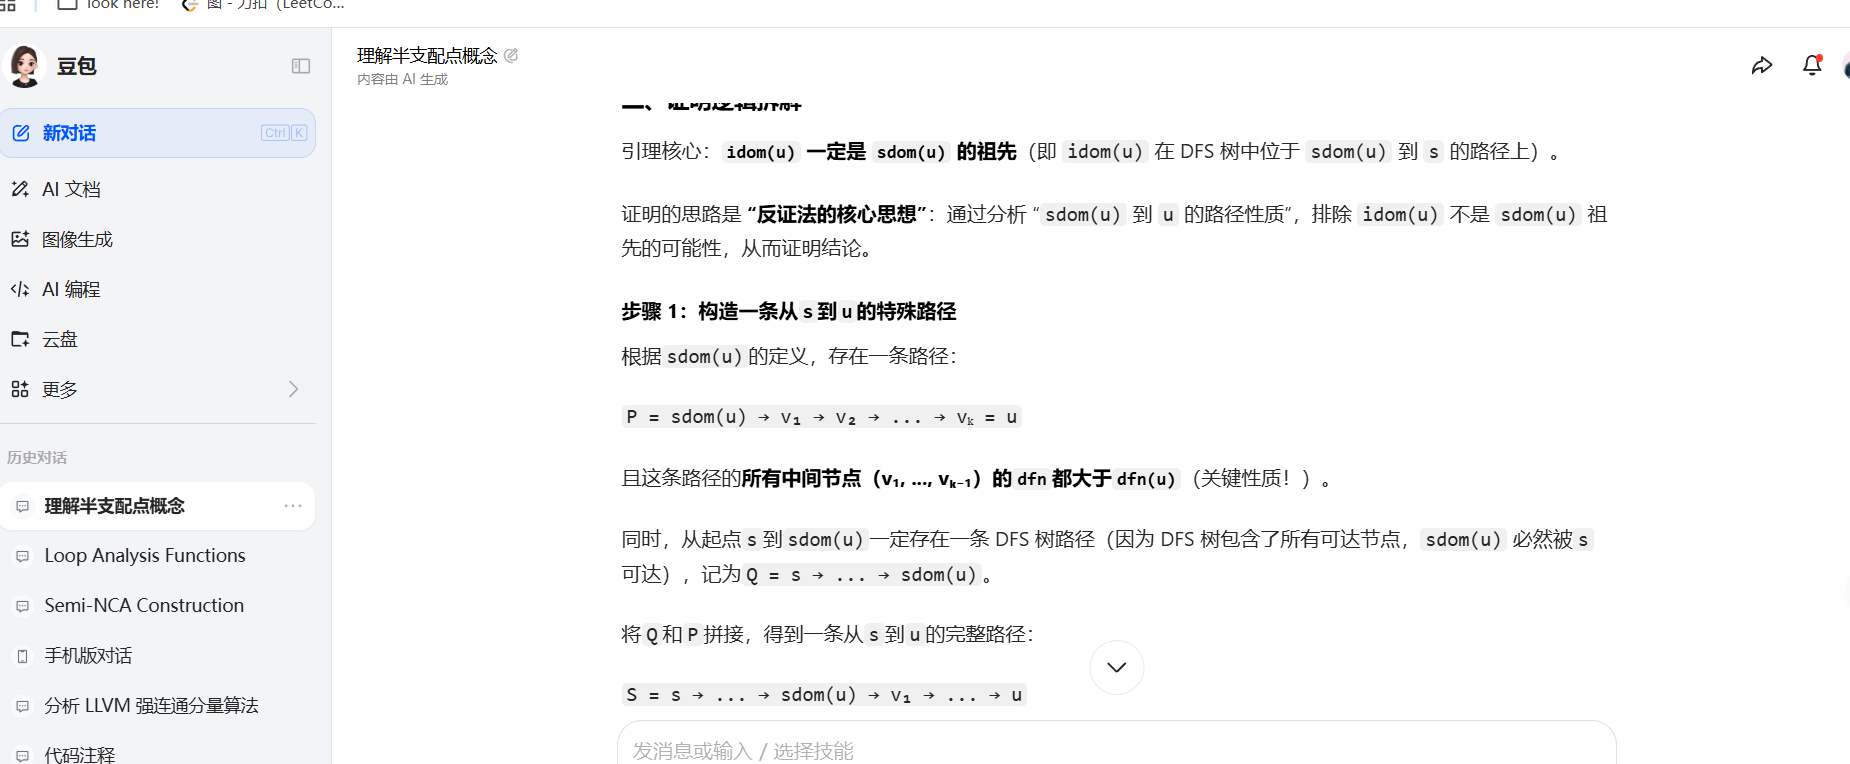 look here!
图 - 力扣 (LeetCo...
豆包
新对话
Ctrl K
AI 文档
图像生成
AI 编程
云盘
更多
历史对话
理解半支配点概念
Loop Analysis Functions
Semi-NCA Construction
手机版对话
分析 LLVM 强连通分量算法
代码注释
理解半支配点概念
内容由 AI 生成
二、证明逻辑拆解
引理核心：idom(u) 一定是 sdom(u) 的祖先（即 idom(u) 在 DFS 树中位于 sdom(u) 到 s 的路径上）。
证明的思路是 “反证法的核心思想”：通过分析 “sdom(u) 到 u 的路径性质”，排除 idom(u) 不是 sdom(u) 祖
先的可能性，从而证明结论。
步骤 1：构造一条从 s 到 u 的特殊路径
根据 sdom(u) 的定义，存在一条路径：
P = sdom(u) → v₁ → v₂ → ... → vₖ = u
且这条路径的所有中间节点（v₁, ..., vₖ₋₁）的 dfn 都大于 dfn(u)（关键性质！）。
同时，从起点 s 到 sdom(u) 一定存在一条 DFS 树路径（因为 DFS 树包含了所有可达节点，sdom(u) 必然被 s
可达），记为 Q = s → ... → sdom(u)。
将 Q 和 P 拼接，得到一条从 s 到 u 的完整路径：
S = s → ... → sdom(u) → v₁ → ... → u
发消息或输入 / 选择技能